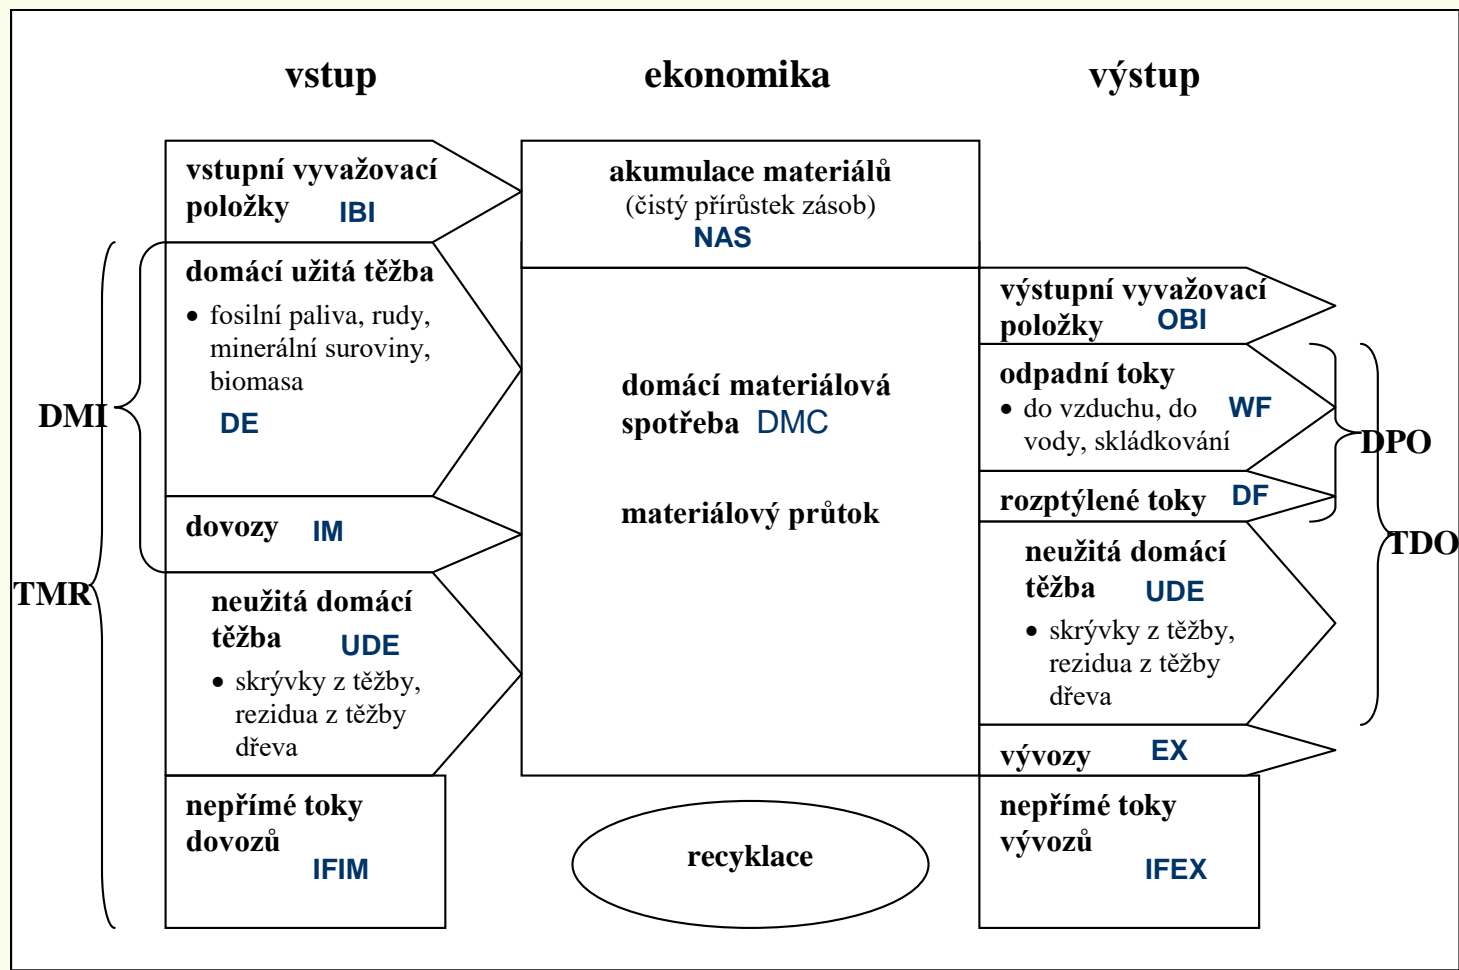 vstup
ekonomika
výstup
vstupní vyvažovací
položky IBI
domácí užitá těžba
• fosilní paliva, rudy,
minerální suroviny,
biomasa
DE
DMI
dovozy IM
TMR
neužitá domácí
těžba UDE
• skrývky z těžby,
rezidua z těžby
dřeva
nepřímé toky
dovozů
IFIM
akumulace materiálů
(čistý přírůstek zásob)
NAS
domácí materiálová
spotřeba DMC
materiálový průtok
recyklace
výstupní vyvažovací
položky OBI
odpadní toky
• do vzduchu, do WF
vody, skládkování
DPO
rozptýlené toky DF
TDO
neužitá domácí
těžba UDE
• skrývky z těžby,
rezidua z těžby
dřeva
vývozy EX
nepřímé toky
vývozů
IFEX